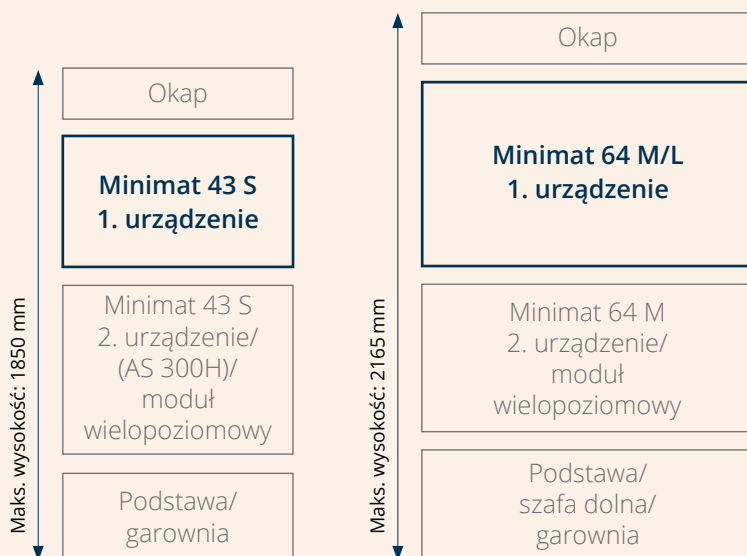 Maks. wysokość: 1850 mm
Okap
Minimat 43 S
1. urządzenie
Minimat 43 S
2. urządzenie/
(AS 300H)/
moduł
wielopoziomowy
Podstawa/
garownia
Maks. wysokość: 2165 mm
Okap
Minimat 64 M/L
1. urządzenie
Minimat 64 M
2. urządzenie/
moduł
wielopoziomowy
Podstawa/
szafa dolna/
garownia